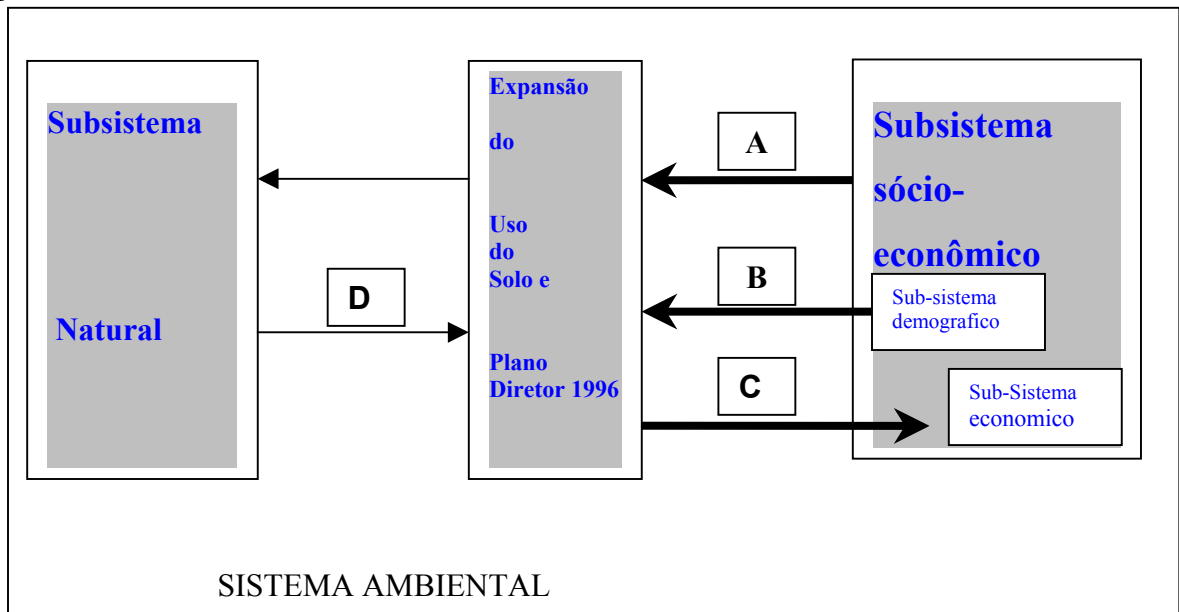 Subsistema
Natural
D
Expansão
do
Uso
do
Solo e
Plano
Diretor 1996
A
B
C
Subsistema
sócio-
econômico
Sub-sistema
demografico
Sub-Sistema
economico
SISTEMA AMBIENTAL